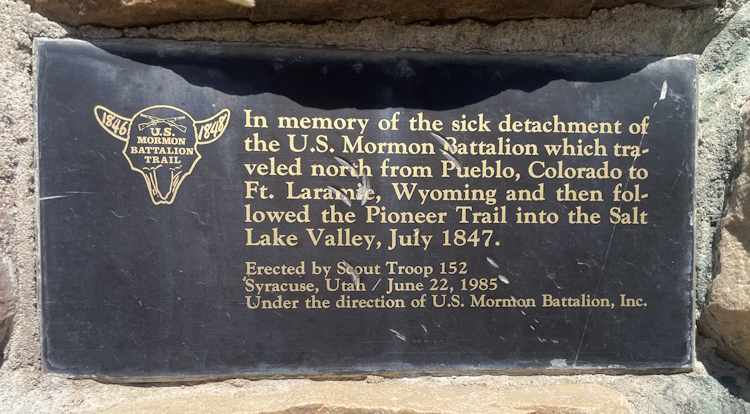 1846
1848
U.S.
MORMON
BATTALION
TRAIL
In memory of the sick detachment of
the U.S. Mormon Battalion which tra-
veled north from Pueblo, Colorado to
Ft. Laramie, Wyoming and then fol-
lowed the Pioneer Trail into the Salt
Lake Valley, July 1847.
Erected by Scout Troop 152
Syracuse, Utah / June 22, 1985
Under the direction of U.S. Mormon Battalion, Inc.